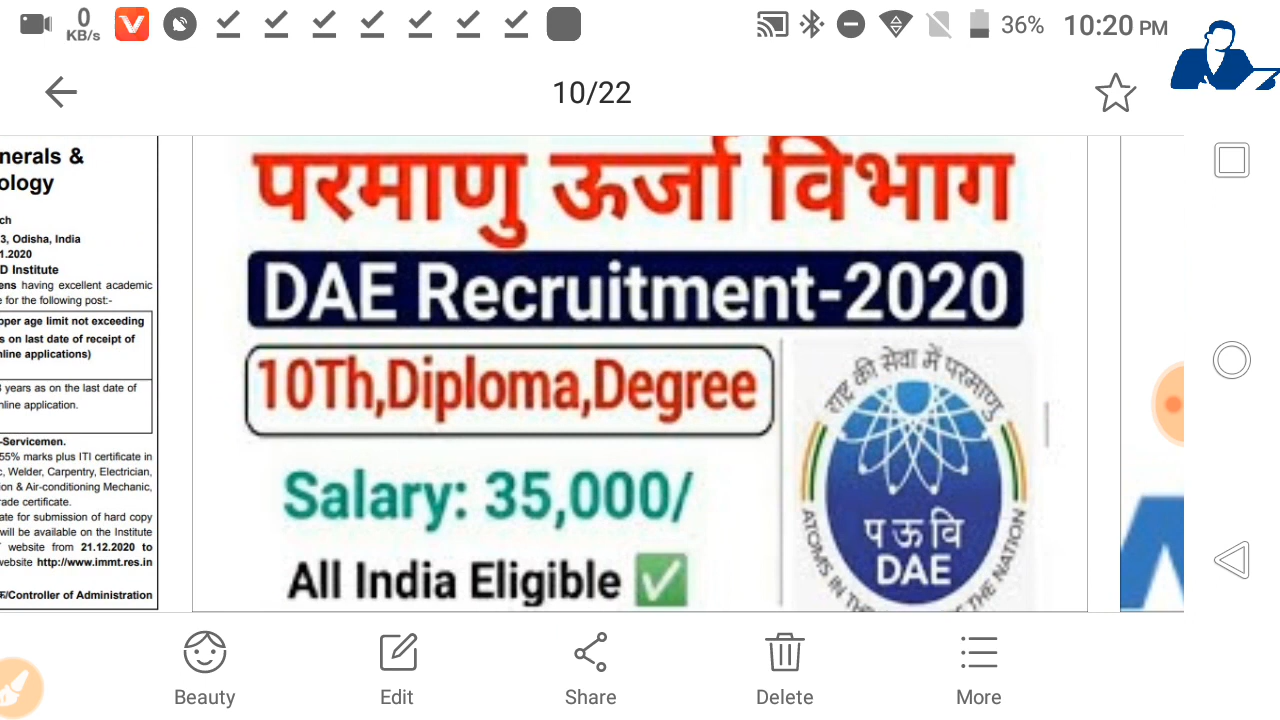 0
KB/s
36%
10:20 PM
10/22
nerals &
ology
ch
3, Odisha, India
1.2020
D Institute
ens having excellent academic
e for the following post:-
pper age limit not exceeding
s on last date of receipt of
nline applications)
years as on the last date of
nline application.
-Servicemen.
55% marks plus ITI certificate in
c, Welder, Carpentry, Electrician,
ion & Air-conditioning Mechanic,
rade certificate.
ate for submission of hard copy
will be available on the Institute
website from 21.12.2020 to
website http://www.immt.res.in
/Controller of Administration
परमाणु ऊर्जा विभाग
DAE Recruitment-2020
10Th,Diploma,Degree
Salary: 35,000/
All India Eligible
राष्ट्र की सेवा में परमाणु
प ऊ वि
DAE
ATOMS IN THE NATION
Beauty
Edit
Share
Delete
More